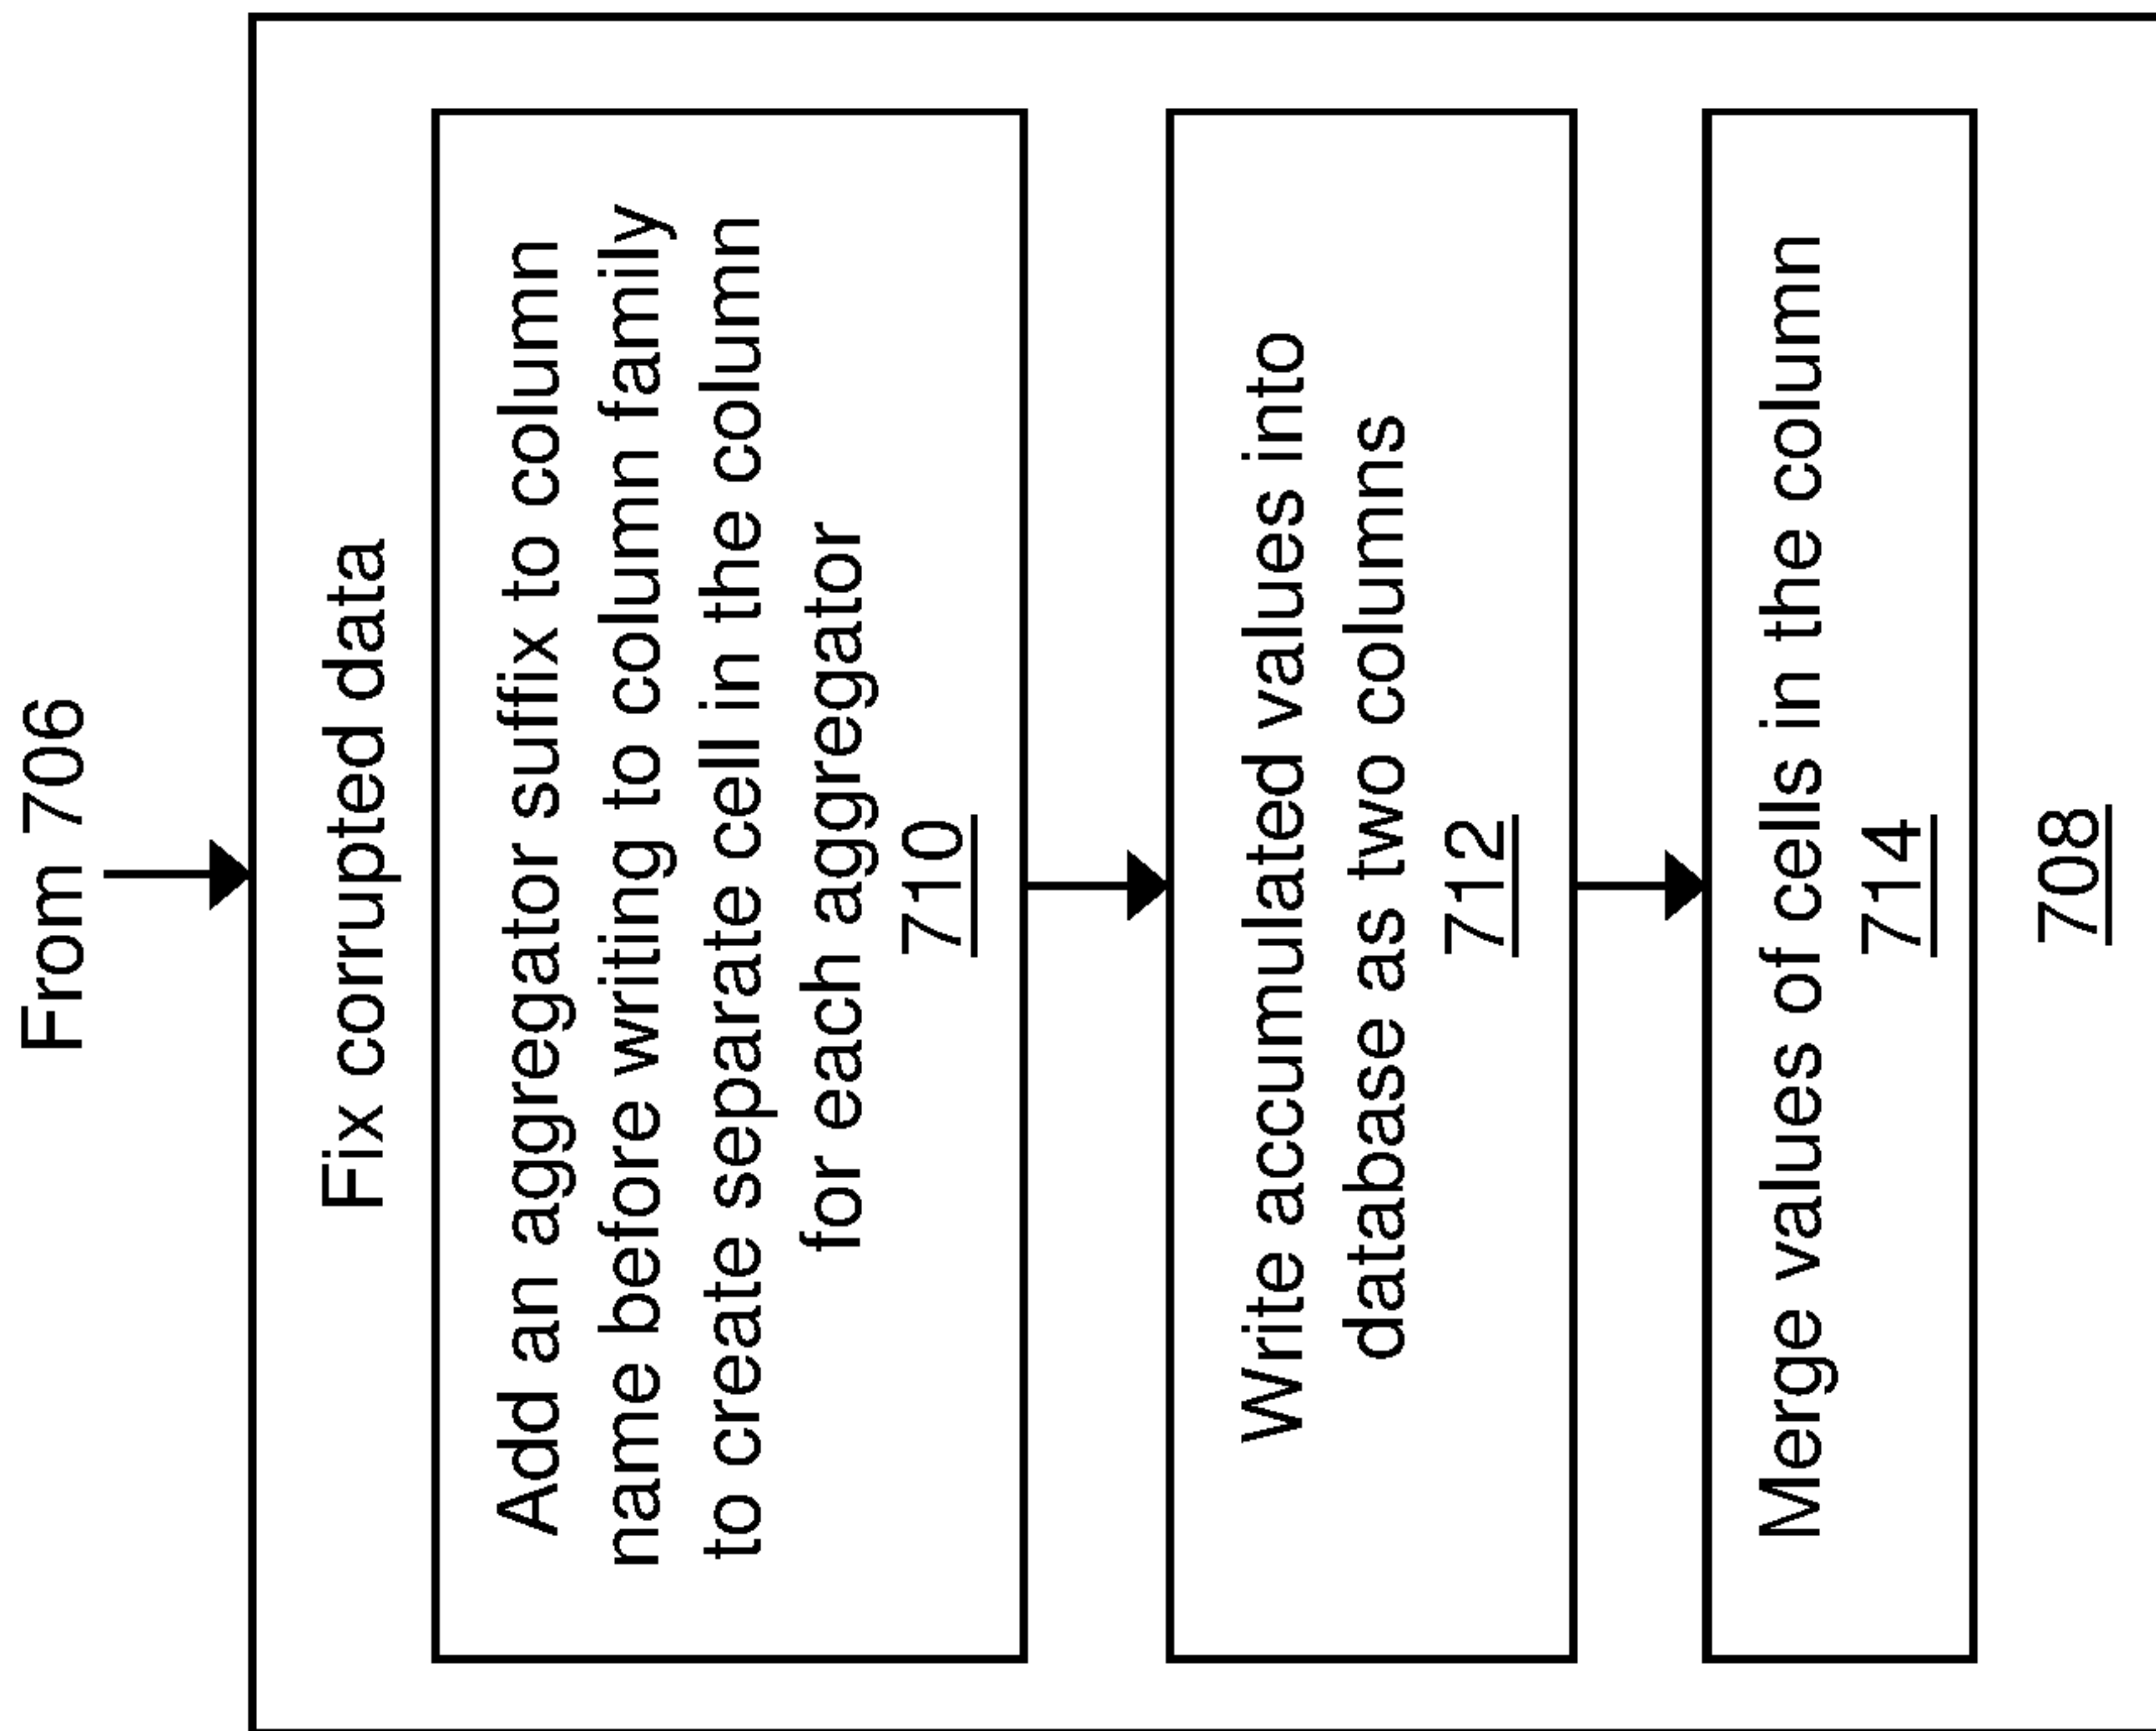 From 706
Fix corrupted data
Add an aggregator suffix to column
name before writing to column family
to create separate cell in the column
for each aggregator
710
Write accumulated values into
database as two columns
712
Merge values of cells in the column
714
708